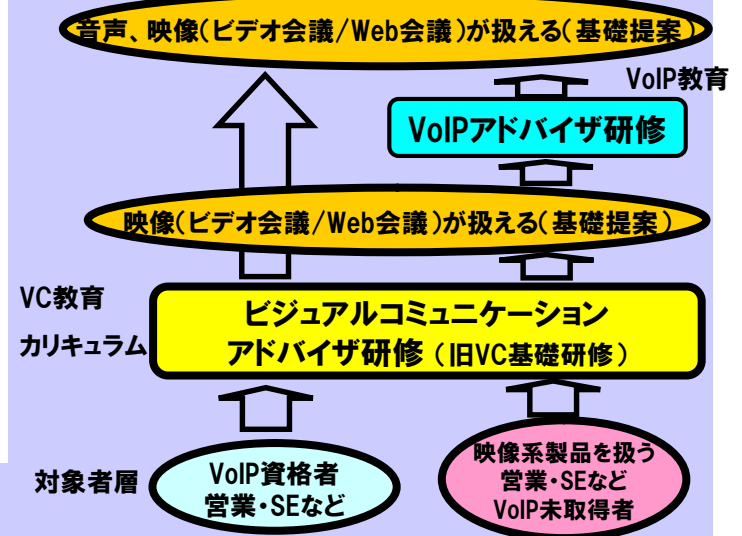 音声、映像(ビデオ会議/Web会議)が扱える(基礎提案)
VoIP教育
VoIPアドバイザ研修
映像(ビデオ会議/Web会議)が扱える(基礎提案)
VC教育
カリキュラム
ビジュアルコミュニケーション
アドバイザ研修(旧VC基礎研修)
対象者層
VoIP資格者
営業・SEなど
映像系製品を扱う
営業・SEなど
VoIP未取得者